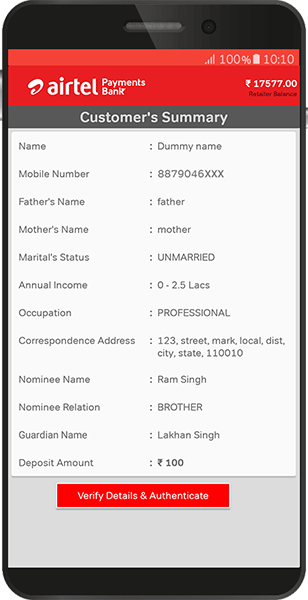 100% 10:10
airtel Payments Bank
₹ 17577.00
Retailer Balance
Customer's Summary
Name : Dummy name
Mobile Number : 8879046XXX
Father's Name : father
Mother's Name : mother
Marital's Status : UNMARRIED
Annual Income : 0 - 2.5 Lacs
Occupation : PROFESSIONAL
Correspondence Address : 123, street, mark, local, dist,
city, state, 110010
Nominee Name : Ram Singh
Nominee Relation : BROTHER
Guardian Name : Lakhan Singh
Deposit Amount : ₹ 100
Verify Details & Authenticate